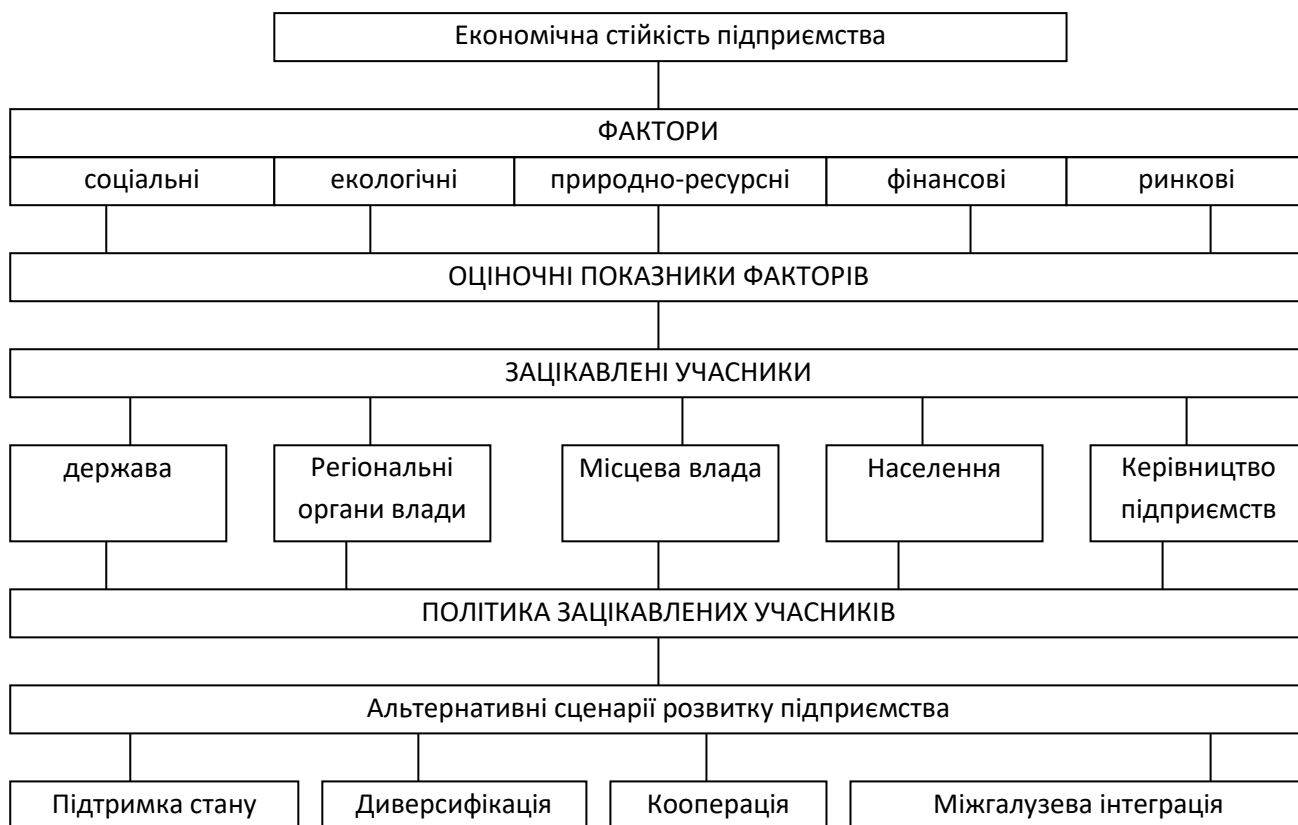 Економічна стійкість підприємства
ФАКТОРИ
соціальні
екологічні
природно-ресурсні
фінансові
ринкові
ОЦІНОЧНІ ПОКАЗНИКИ ФАКТОРІВ
ЗАЦІКАВЛЕНІ УЧАСНИКИ
держава
Регіональні
органи влади
Місцева влада
Населення
Керівництво
підприємств
ПОЛІТИКА ЗАЦІКАВЛЕНИХ УЧАСНИКІВ
Альтернативні сценарії розвитку підприємства
Підтримка стану
Диверсифікація
Кооперація
Міжгалузева інтеграція